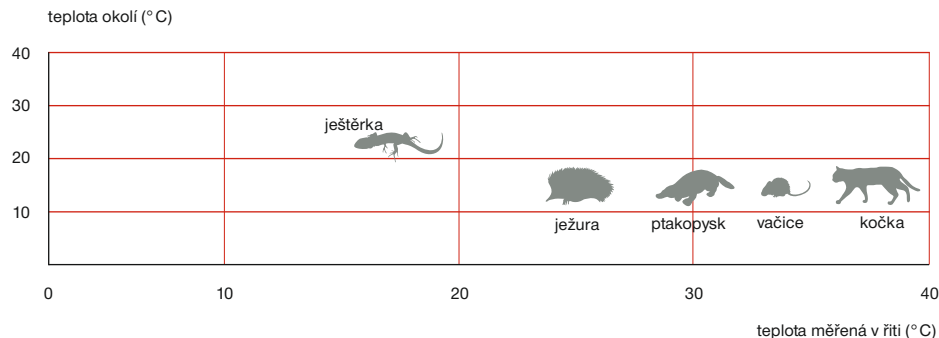 teplota okolí (°C)
40
30
ještěrka
20
10
ježura ptakopysk vačice kočka
0 10 20 30 40
teplota měřená v řiti (°C)